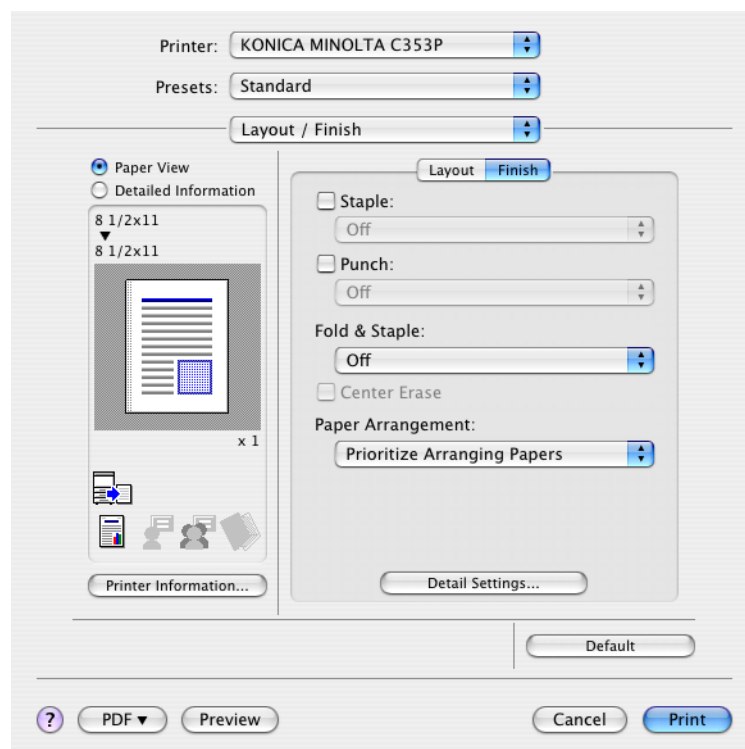 Printer: KONICA MINOLTA C353P
Presets: Standard
Layout / Finish
Paper View
Detailed Information
8 1/2x11
▼
8 1/2x11
x 1
Printer Information...
Layout Finish
Staple:
Off
Punch:
Off
Fold & Staple:
Off
Center Erase
Paper Arrangement:
Prioritize Arranging Papers
Detail Settings...
Default
? PDF ▼ Preview Cancel Print